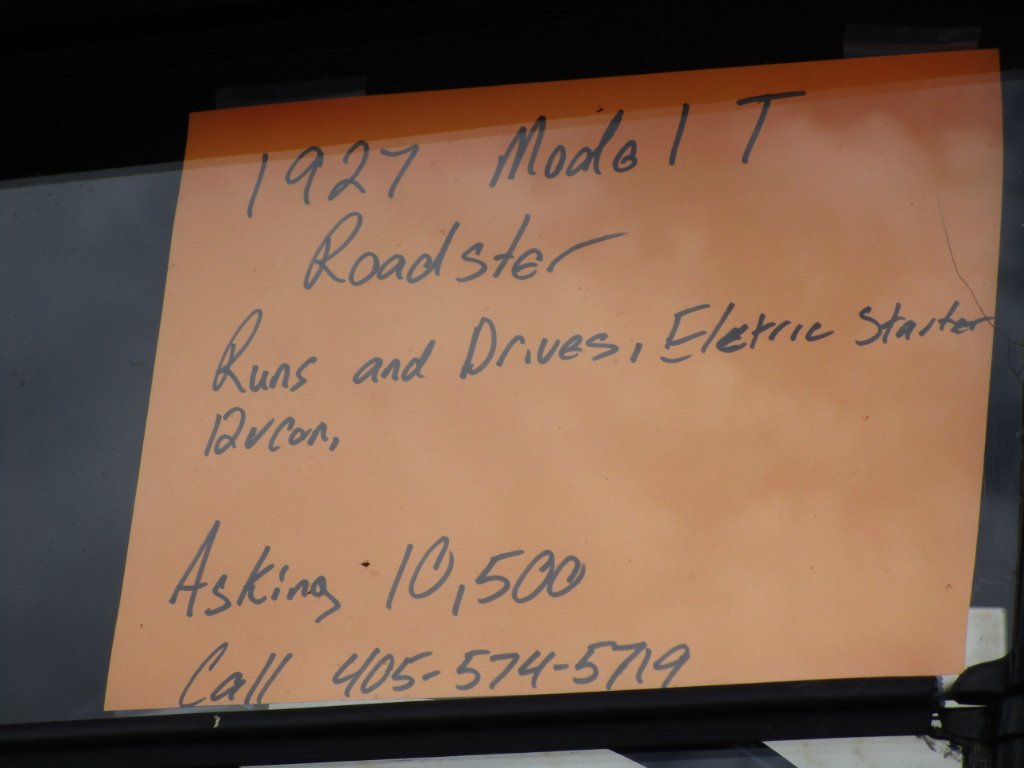 1927 Model T
Roadster
Runs and Drives, Eletric Starter
12vcon,
Asking 10,500
Call 405-574-5719